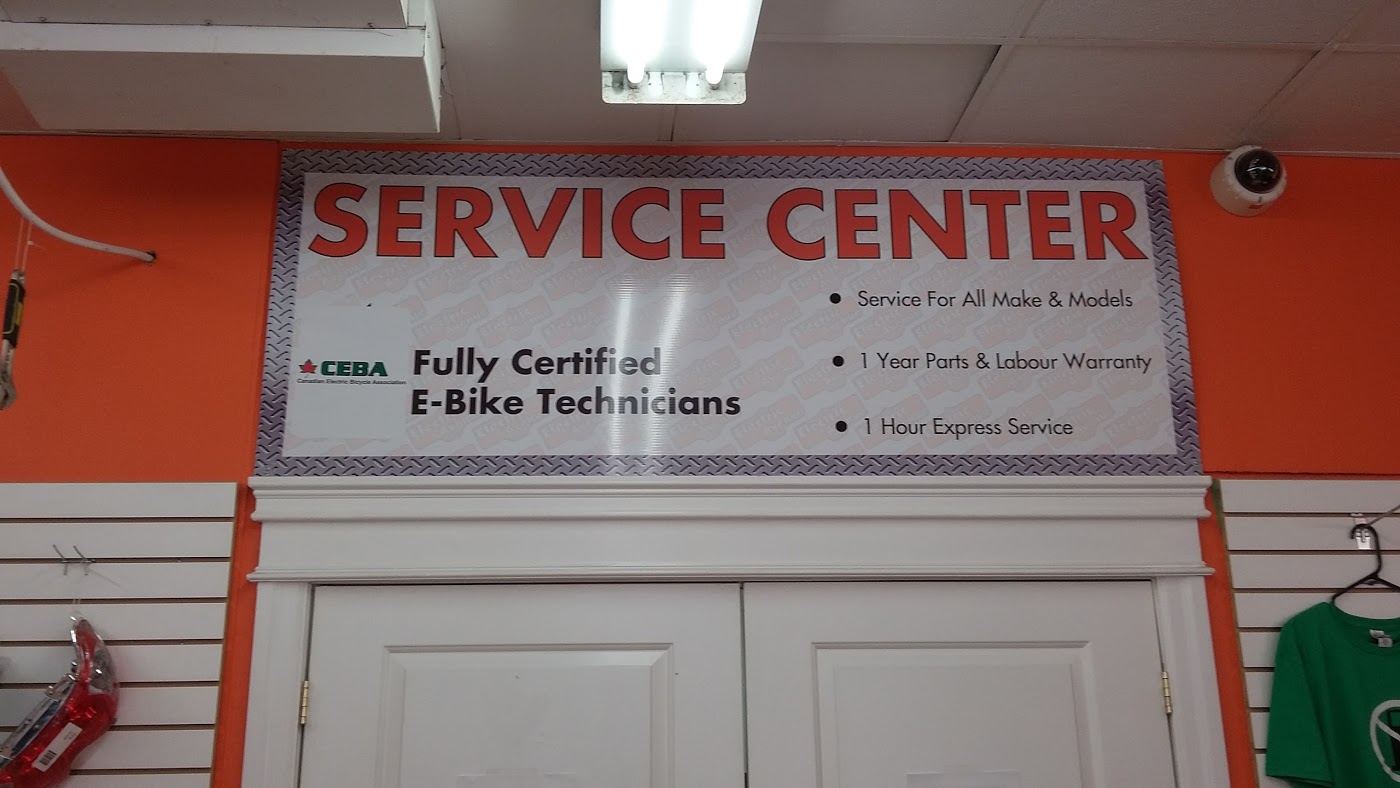 SERVICE CENTER
CEBA
Canadian Electric Bicycle Association
Fully Certified
E-Bike Technicians
• Service For All Make & Models
• 1 Year Parts & Labour Warranty
• 1 Hour Express Service